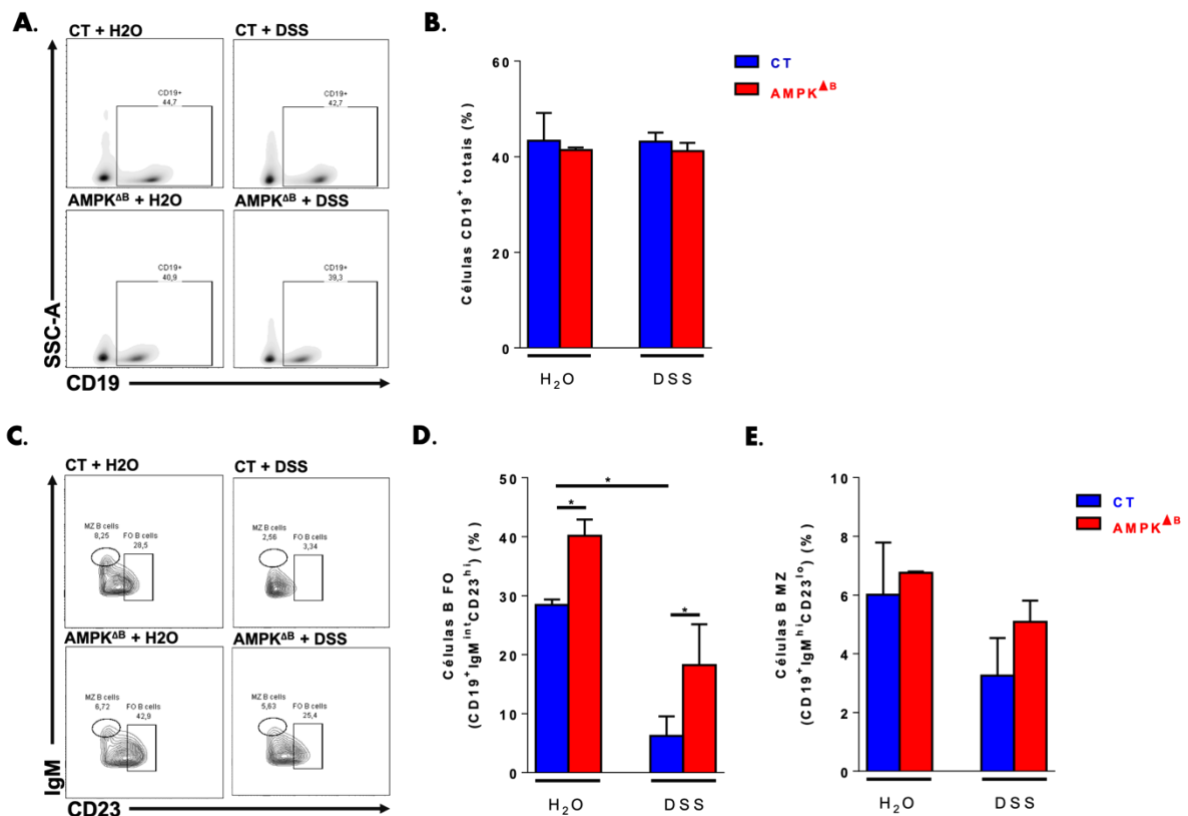 A.
CT + H2O
CT + DSS
CD19+
44,7
CD19+
42,7
AMPKΔB + H2O
AMPKΔB + DSS
CD19+
40,9
CD19+
39,3
SSC-A
CD19
B.
Células CD19+ totais (%)
60
40
20
0
H2O
DSS
CT
AMPK▲B
C.
CT + H2O
CT + DSS
MZ B cells
8,25
FO B cells
28,5
MZ B cells
2,56
FO B cells
3,34
AMPKΔB + H2O
AMPKΔB + DSS
MZ B cells
6,72
FO B cells
42,9
MZ B cells
5,63
FO B cells
25,4
IgM
CD23
D.
Células B FO
(CD19+IgMintCD23hi) (%)
50
40
30
20
10
0
*
*
*
H2O
DSS
E.
Células B MZ
(CD19+IgMhiCD23lo) (%)
10
8
6
4
2
0
H2O
DSS
CT
AMPK▲B